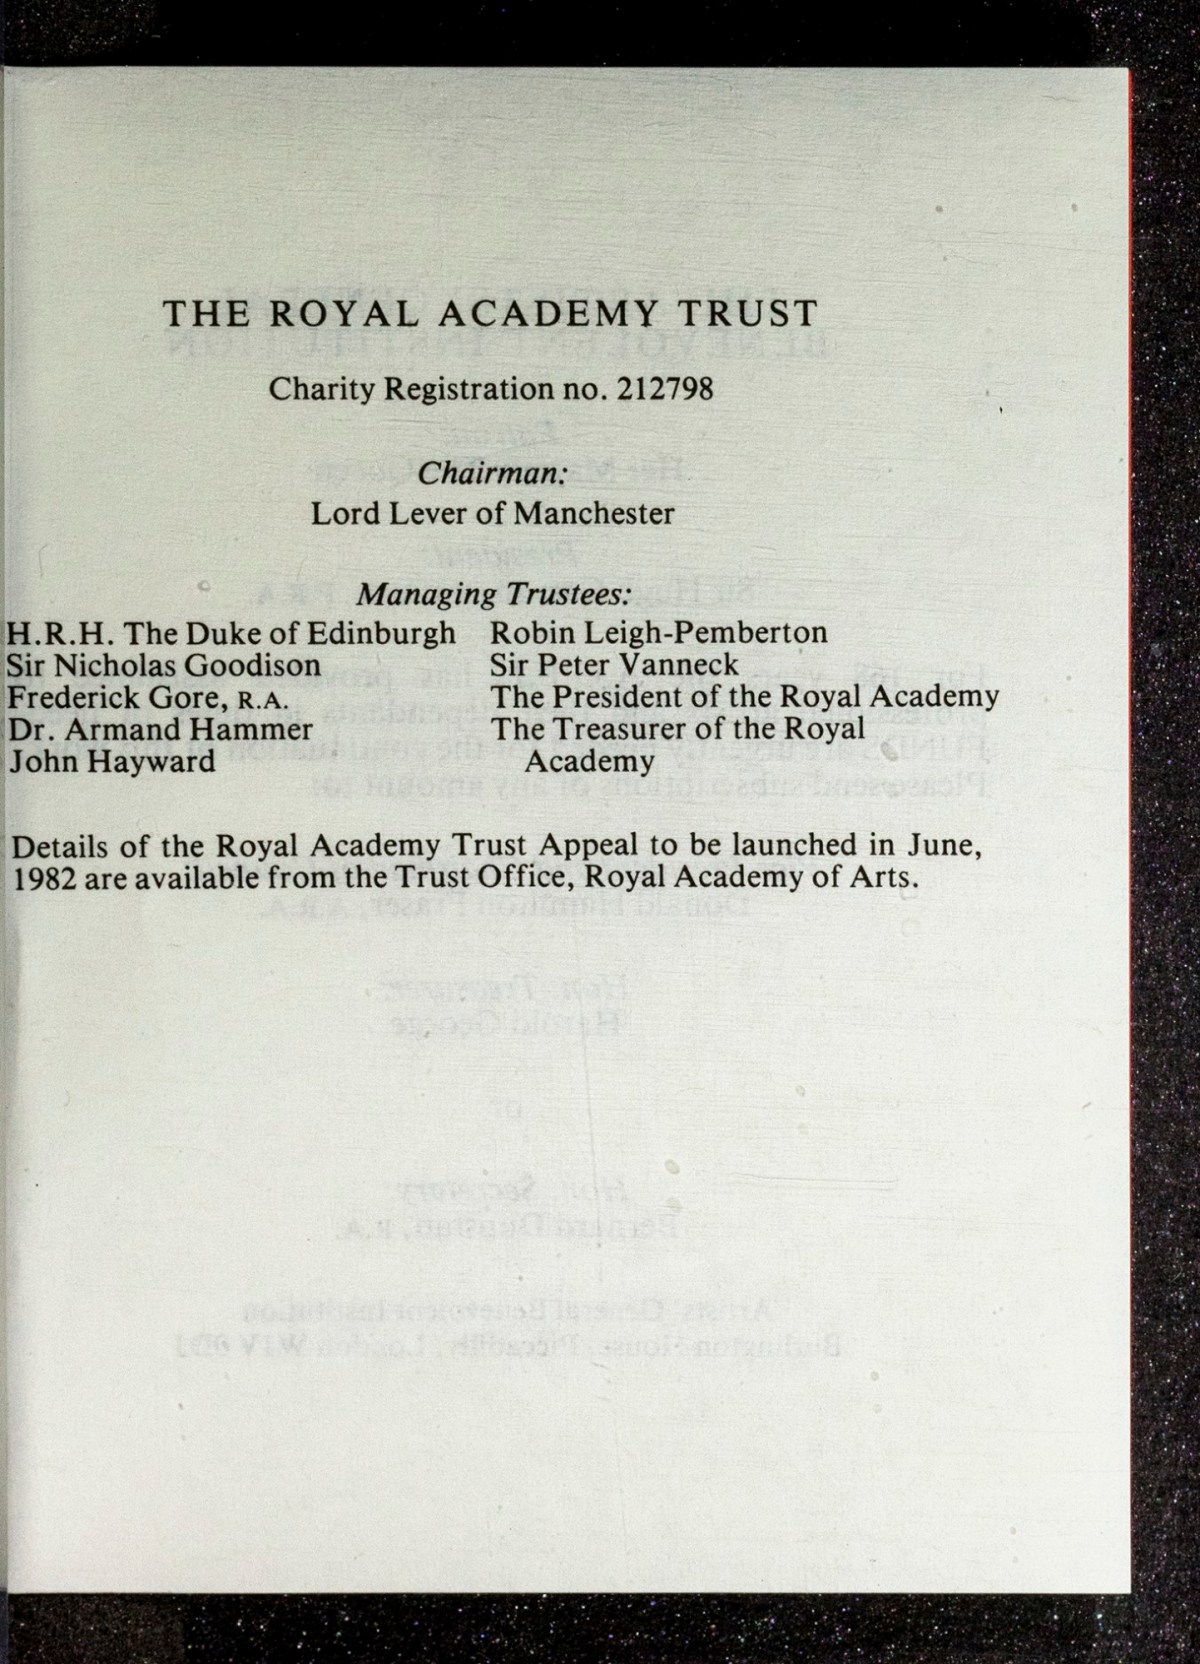 THE ROYAL ACADEMY TRUST
Charity Registration no. 212798
Chairman:
Lord Lever of Manchester
Managing Trustees:
H.R.H. The Duke of Edinburgh
Sir Nicholas Goodison
Frederick Gore, R.A.
Dr. Armand Hammer
John Hayward
Robin Leigh-Pemberton
Sir Peter Vanneck
The President of the Royal Academy
The Treasurer of the Royal
Academy
Details of the Royal Academy Trust Appeal to be launched in June,
1982 are available from the Trust Office, Royal Academy of Arts.